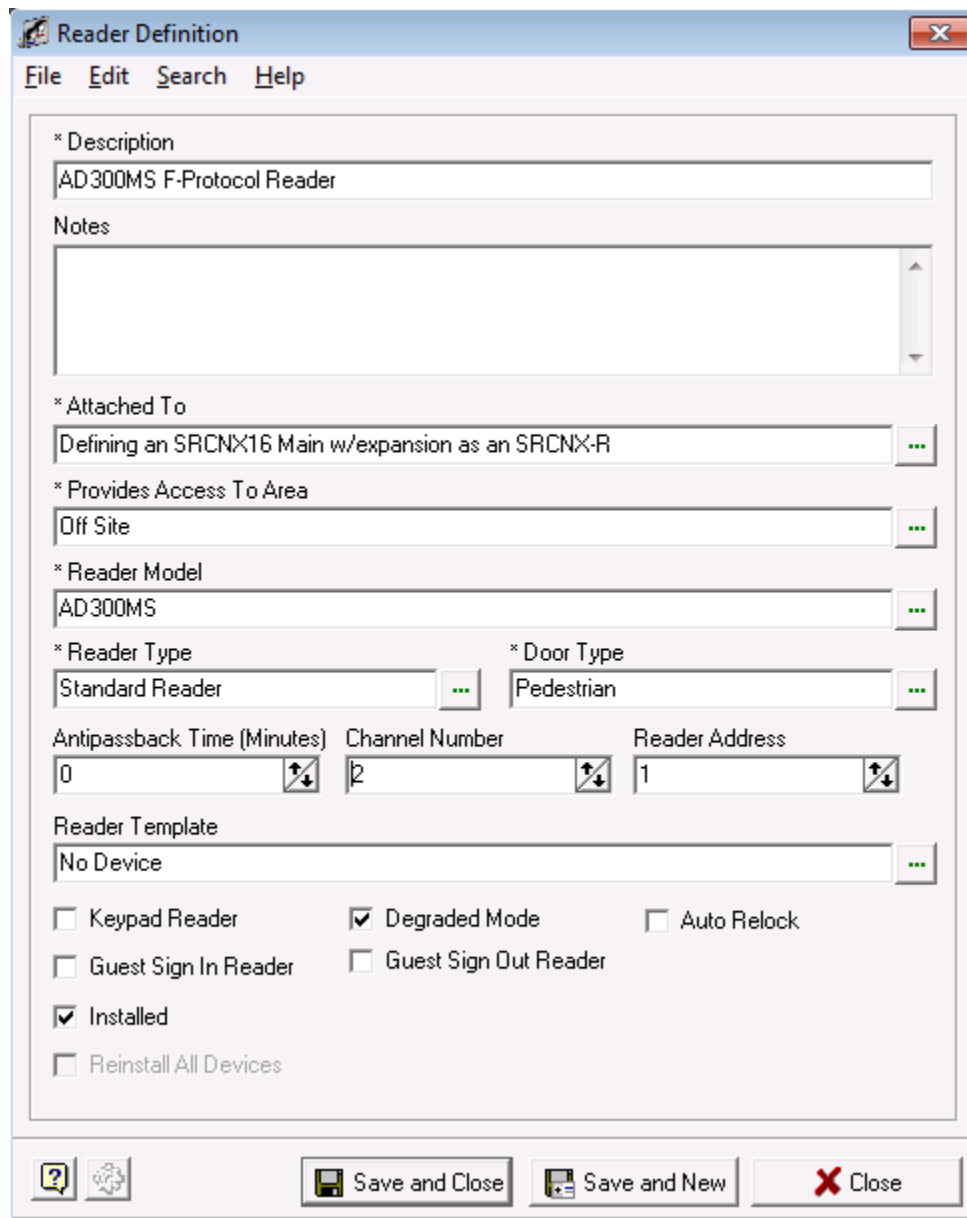 Reader Definition
File Edit Search Help
* Description
AD300MS F-Protocol Reader
Notes
* Attached To
Defining an SRCNX16 Main w/expansion as an SRCNX-R
* Provides Access To Area
Off Site
* Reader Model
AD300MS
* Reader Type * Door Type
Standard Reader Pedestrian
Antipassback Time (Minutes) Channel Number Reader Address
0 2 1
Reader Template
No Device
Keypad Reader Degraded Mode Auto Relock
Guest Sign In Reader Guest Sign Out Reader
Installed
Reinstall All Devices
Save and Close Save and New Close